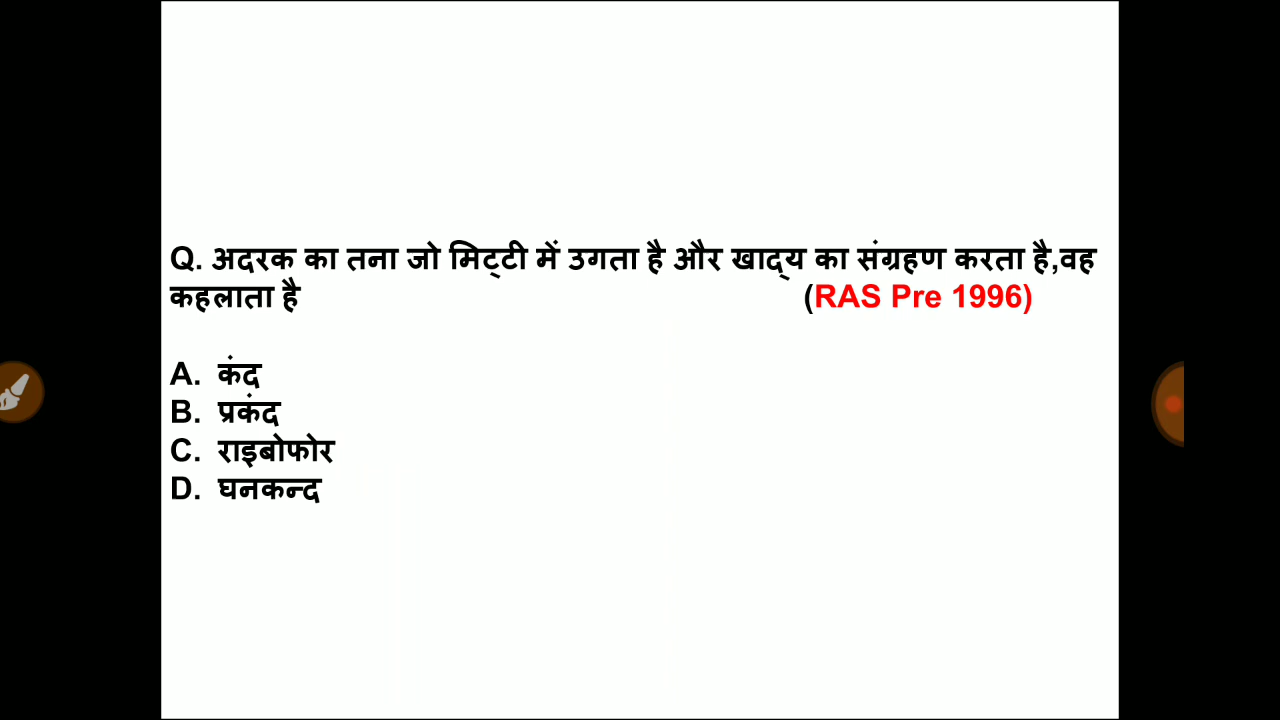 Q. अदरक का तना जो मिट्टी में उगता है और खाद्य का संग्रहण करता है,वह
कहलाता है (RAS Pre 1996)
A. कंद
B. प्रकंद
C. राइबोफोर
D. घनकन्द